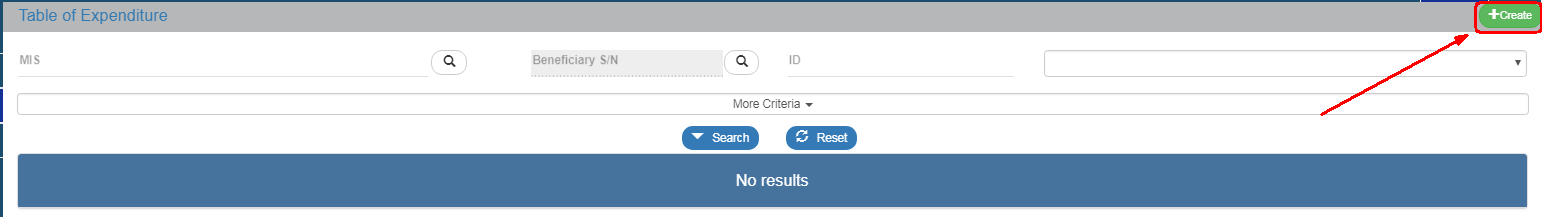 Table of Expenditure
+Create
MIS
Beneficiary S/N
ID
More Criteria
Search
Reset
No results